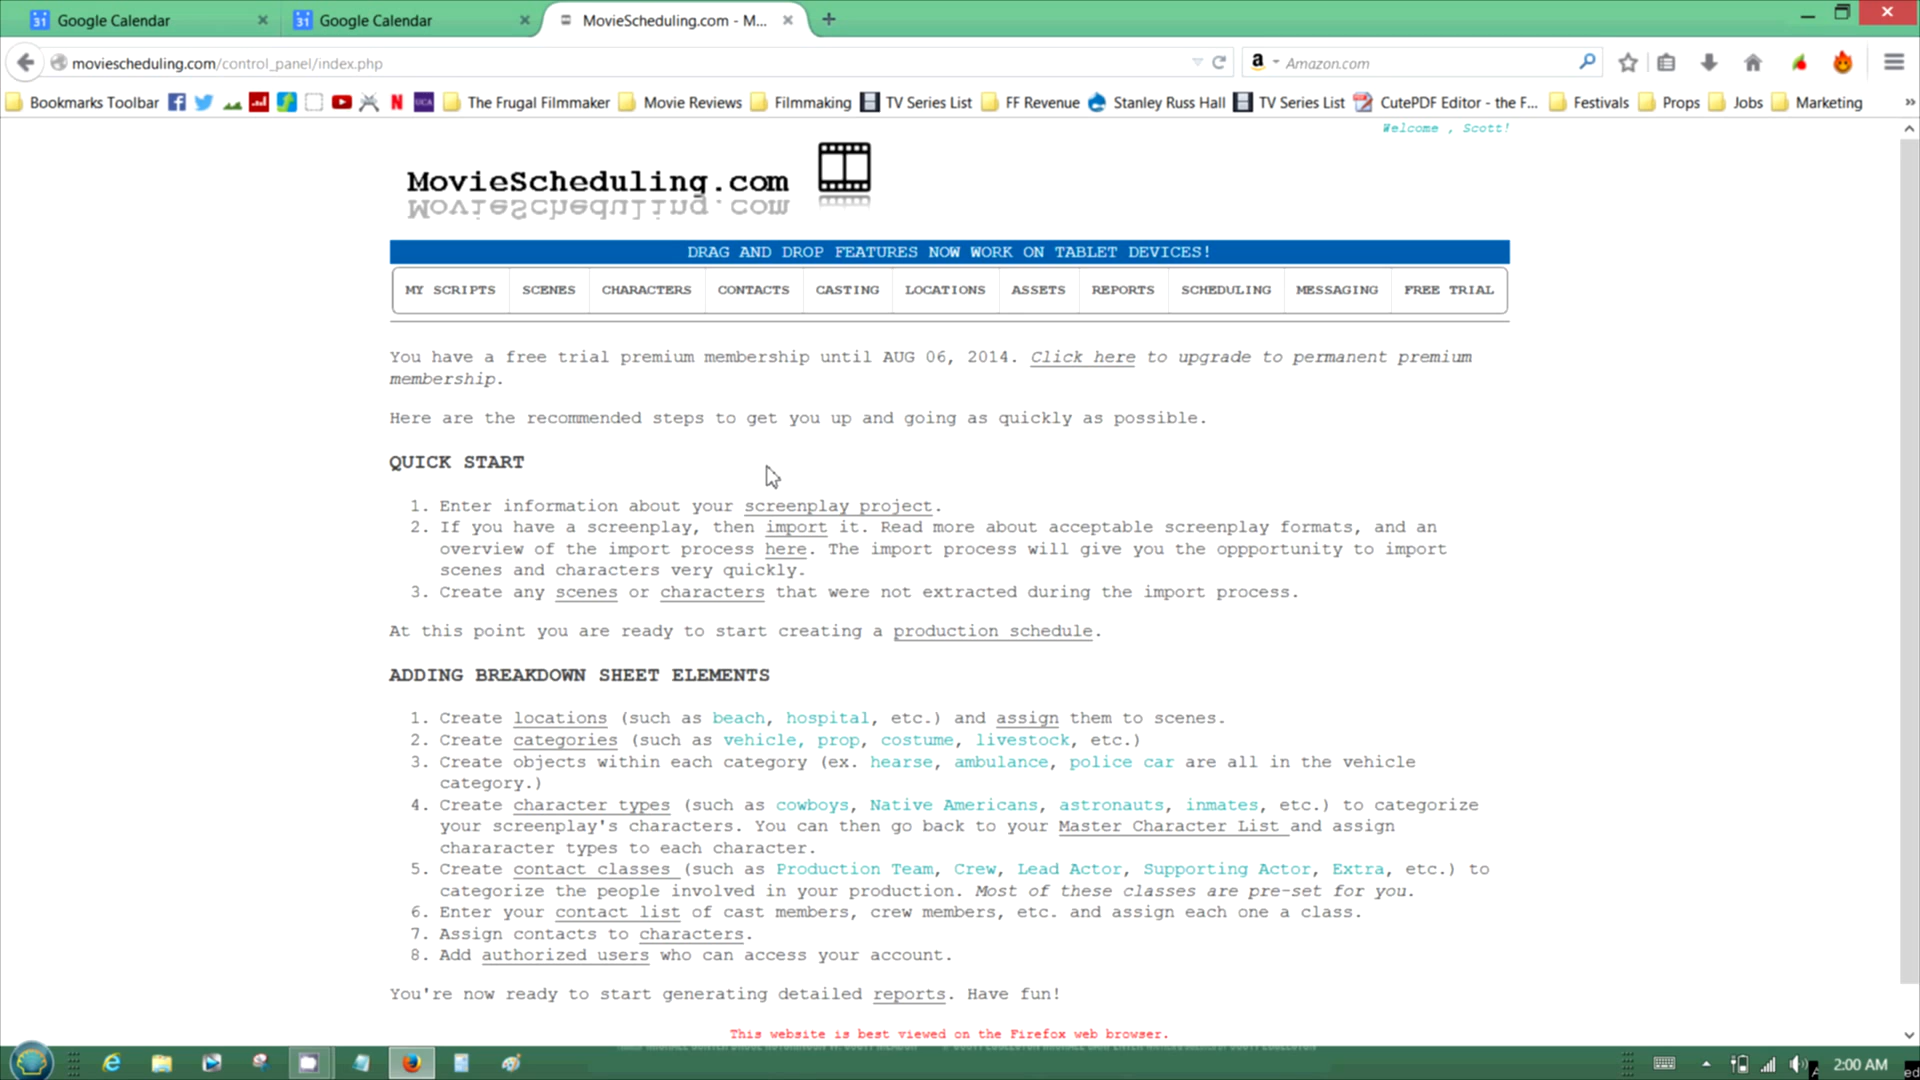 Google Calendar
Google Calendar
MovieScheduling.com - M...
moviescheduling.com/control_panel/index.php
Amazon.com
Bookmarks Toolbar
The Frugal Filmmaker
Movie Reviews
Filmmaking
TV Series List
FF Revenue
Stanley Russ Hall
TV Series List
CutePDF Editor - the F...
Festivals
Props
Jobs
Marketing
Welcome , Scott!
MovieScheduling.com
DRAG AND DROP FEATURES NOW WORK ON TABLET DEVICES!
MY SCRIPTS SCENES CHARACTERS CONTACTS CASTING LOCATIONS ASSETS REPORTS SCHEDULING MESSAGING FREE TRIAL
You have a free trial premium membership until AUG 06, 2014. Click here to upgrade to permanent premium
membership.
Here are the recommended steps to get you up and going as quickly as possible.
QUICK START
1. Enter information about your screenplay project.
2. If you have a screenplay, then import it. Read more about acceptable screenplay formats, and an
overview of the import process here. The import process will give you the oppportunity to import
scenes and characters very quickly.
3. Create any scenes or characters that were not extracted during the import process.
At this point you are ready to start creating a production schedule.
ADDING BREAKDOWN SHEET ELEMENTS
1. Create locations (such as beach, hospital, etc.) and assign them to scenes.
2. Create categories (such as vehicle, prop, costume, livestock, etc.)
3. Create objects within each category (ex. hearse, ambulance, police car are all in the vehicle
category.)
4. Create character types (such as cowboys, Native Americans, astronauts, inmates, etc.) to categorize
your screenplay's characters. You can then go back to your Master Character List and assign
chararacter types to each character.
5. Create contact classes (such as Production Team, Crew, Lead Actor, Supporting Actor, Extra, etc.) to
categorize the people involved in your production. Most of these classes are pre-set for you.
6. Enter your contact list of cast members, crew members, etc. and assign each one a class.
7. Assign contacts to characters.
8. Add authorized users who can access your account.
You're now ready to start generating detailed reports. Have fun!
This website is best viewed on the Firefox web browser.
2:00 AM